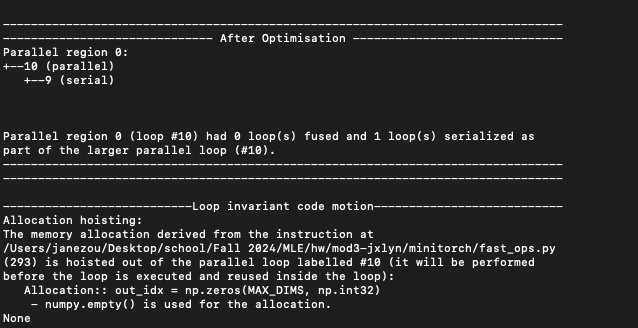 --------------------------------------------------------------------------------
------------------------------ After Optimisation ------------------------------
Parallel region 0:
+--10 (parallel)
   +--9 (serial)
Parallel region 0 (loop #10) had 0 loop(s) fused and 1 loop(s) serialized as
part of the larger parallel loop (#10).
--------------------------------------------------------------------------------
--------------------------------------------------------------------------------
---------------------------Loop invariant code motion---------------------------
Allocation hoisting:
The memory allocation derived from the instruction at
/Users/janezou/Desktop/school/Fall 2024/MLE/hw/mod3-jxlyn/minitorch/fast_ops.py
(293) is hoisted out of the parallel loop labelled #10 (it will be performed
before the loop is executed and reused inside the loop):
   Allocation:: out_idx = np.zeros(MAX_DIMS, np.int32)
    - numpy.empty() is used for the allocation.
None